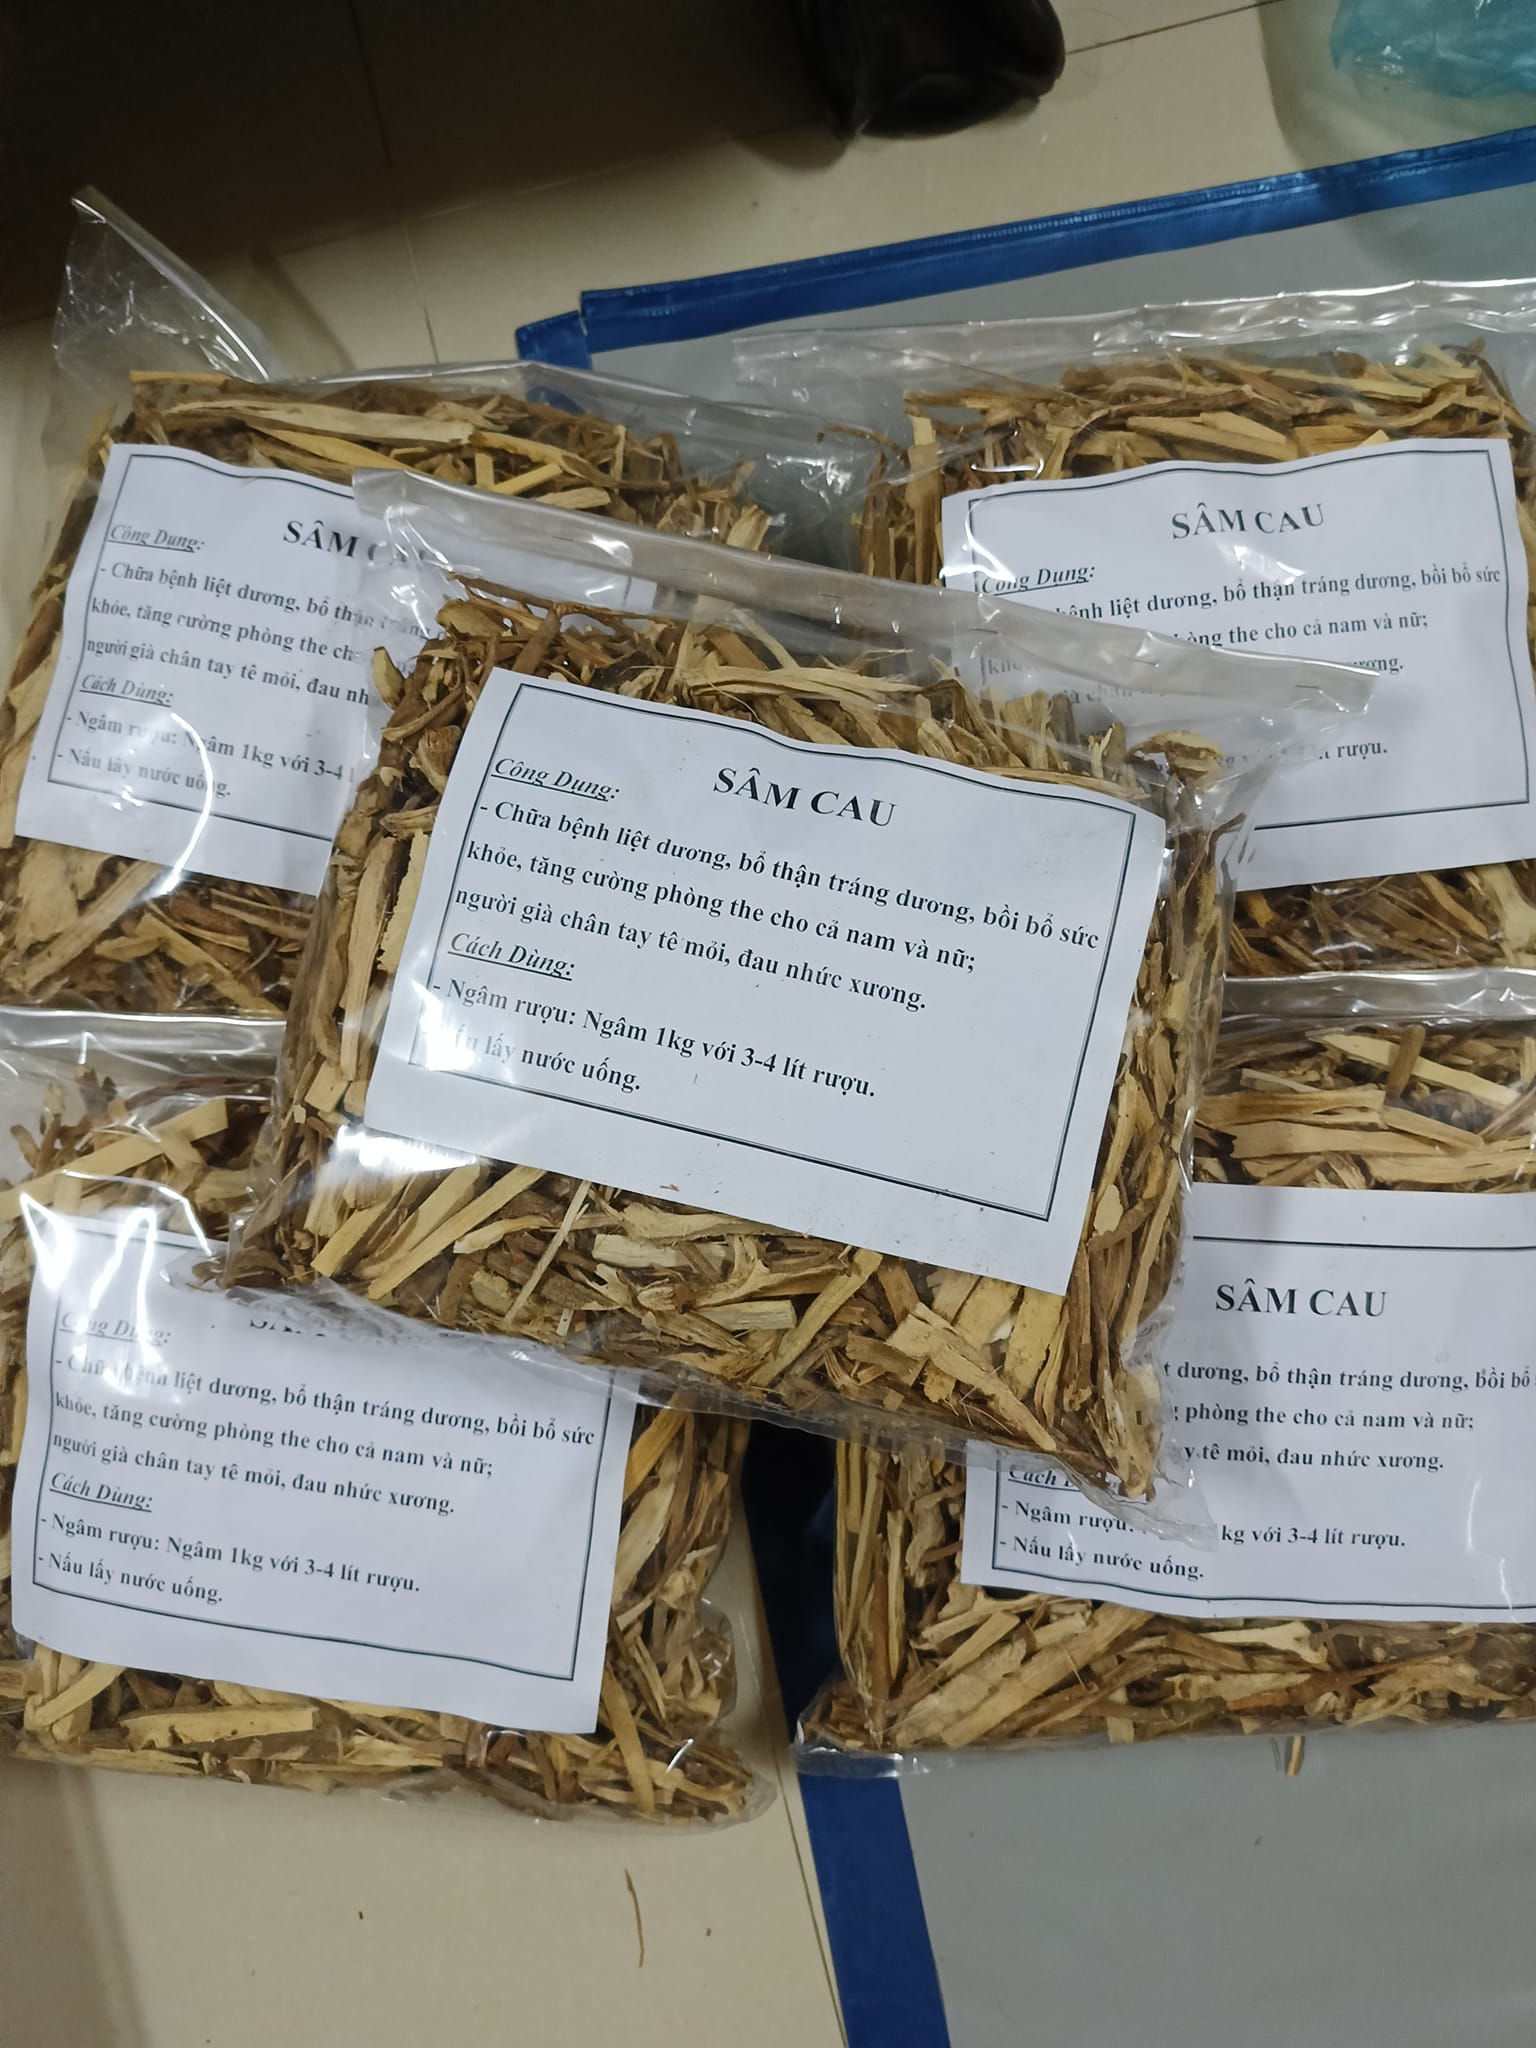 SÂM CAU
Công Dụng:
- Chữa bệnh liệt dương, bổ thận tráng
khỏe, tăng cường phòng the
người già chân tay tê mỏi, đau
Cách Dùng:
- Ngâm rượu: Ngâm 1kg với 3-4
- Nấu lấy nước uống.
SÂM CAU
Công Dụng:
bệnh liệt dương, bổ thận tráng dương, bồi bổ sức
phòng the cho cả nam và nữ;
xương.
lít rượu.
SÂM CAU
Công Dụng:
- Chữa bệnh liệt dương, bổ thận tráng dương, bồi bổ sức
khỏe, tăng cường phòng the cho cả nam và nữ;
người già chân tay tê mỏi, đau nhức xương.
Cách Dùng:
- Ngâm rượu: Ngâm 1kg với 3-4 lít rượu.
lấy nước uống.
Công Dụng:
- Chữa bệnh liệt dương, bổ thận tráng dương, bồi bổ sức
khỏe, tăng cường phòng the cho cả nam và nữ;
người già chân tay tê mỏi, đau nhức xương.
Cách Dùng:
- Ngâm rượu: Ngâm 1kg với 3-4 lít rượu.
- Nấu lấy nước uống.
SÂM CAU
dương, bổ thận tráng dương, bồi bổ
phòng the cho cả nam và nữ;
tê mỏi, đau nhức xương.
Cách
- Ngâm rượu: kg với 3-4 lít rượu.
- Nấu lấy nước uống.